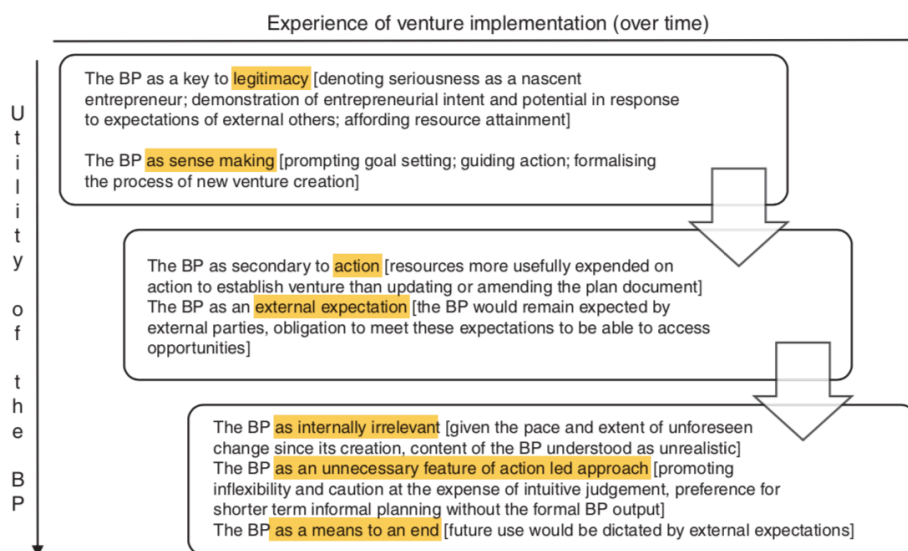 Experience of venture implementation (over time)
Utility of the BP
The BP as a key to legitimacy [denoting seriousness as a nascent
entrepreneur; demonstration of entrepreneurial intent and potential in response
to expectations of external others; affording resource attainment]
The BP as sense making [prompting goal setting; guiding action; formalising
the process of new venture creation]
The BP as secondary to action [resources more usefully expended on
action to establish venture than updating or amending the plan document]
The BP as an external expectation [the BP would remain expected by
external parties, obligation to meet these expectations to be able to access
opportunities]
The BP as internally irrelevant [given the pace and extent of unforeseen
change since its creation, content of the BP understood as unrealistic]
The BP as an unnecessary feature of action led approach [promoting
inflexibility and caution at the expense of intuitive judgement, preference for
shorter term informal planning without the formal BP output]
The BP as a means to an end [future use would be dictated by external expectations]